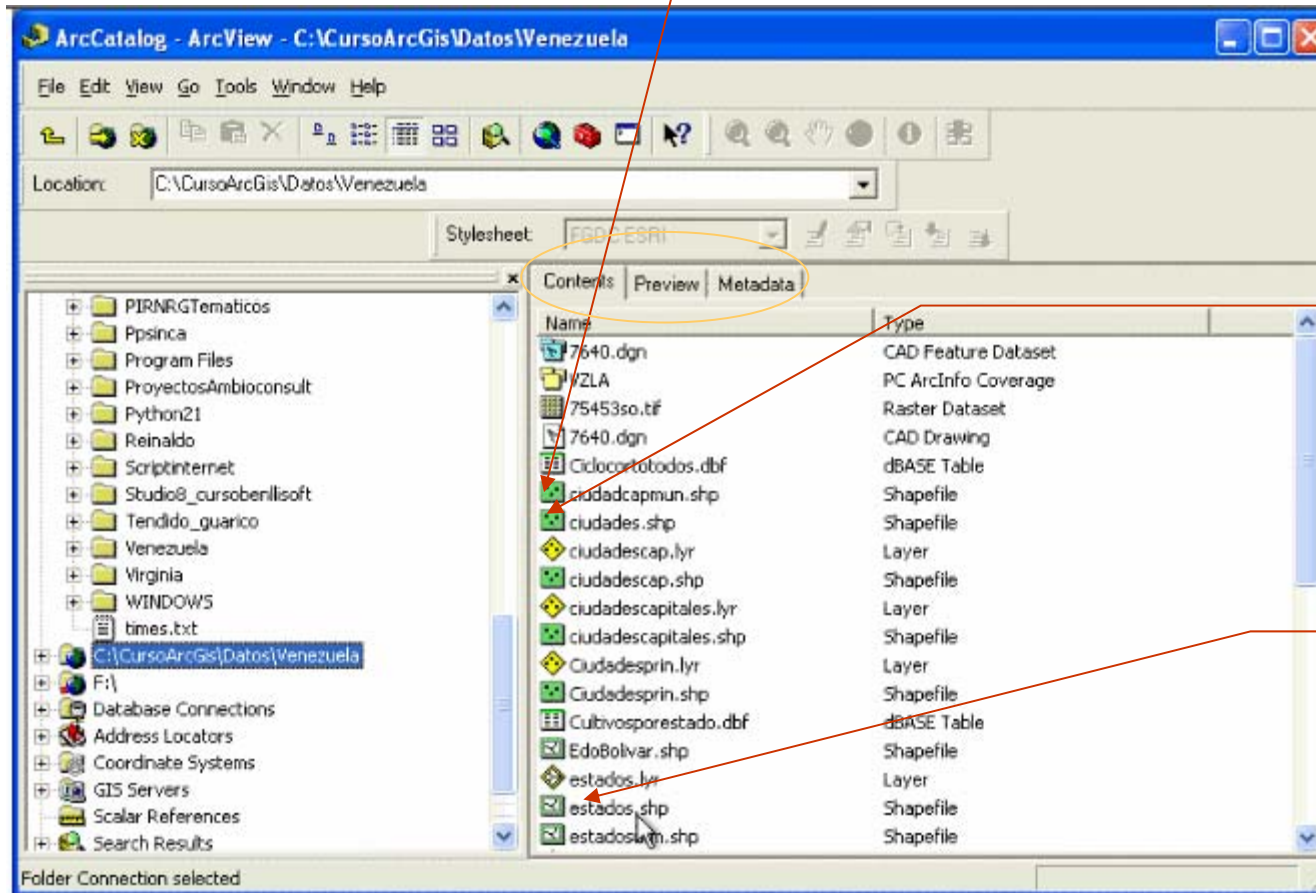 ArcCatalog - ArcView - C:\CursoArcGis\Datos\Venezuela
File Edit View Go Tools Window Help
Location: C:\CursoArcGis\Datos\Venezuela
Stylesheet: FGDC ESRI
Contents Preview Metadata
PIRNRGTematicos
Ppsinca
Program Files
ProyectosAmbioconsult
Python21
Reinaldo
Scriptinternet
Studio8_cursobenllisoft
Tendido_guarico
Venezuela
Virginia
WINDOWS
times.txt
C:\CursoArcGis\Datos\Venezuela
F:\
Database Connections
Address Locators
Coordinate Systems
GIS Servers
Scalar References
Search Results
Name Type
7640.dgn CAD Feature Dataset
VZLA PC ArcInfo Coverage
75453so.tif Raster Dataset
7640.dgn CAD Drawing
Ciclocortotodos.dbf dBASE Table
ciudadcapmun.shp Shapefile
ciudades.shp Shapefile
ciudadescap.lyr Layer
ciudadescap.shp Shapefile
ciudadescapitales.lyr Layer
ciudadescapitales.shp Shapefile
Ciudadesprin.lyr Layer
Ciudadesprin.shp Shapefile
Cultivosporestado.dbf dBASE Table
EdoBolivar.shp Shapefile
estados.lyr Layer
estados.shp Shapefile
Shapefile
Folder Connection selected